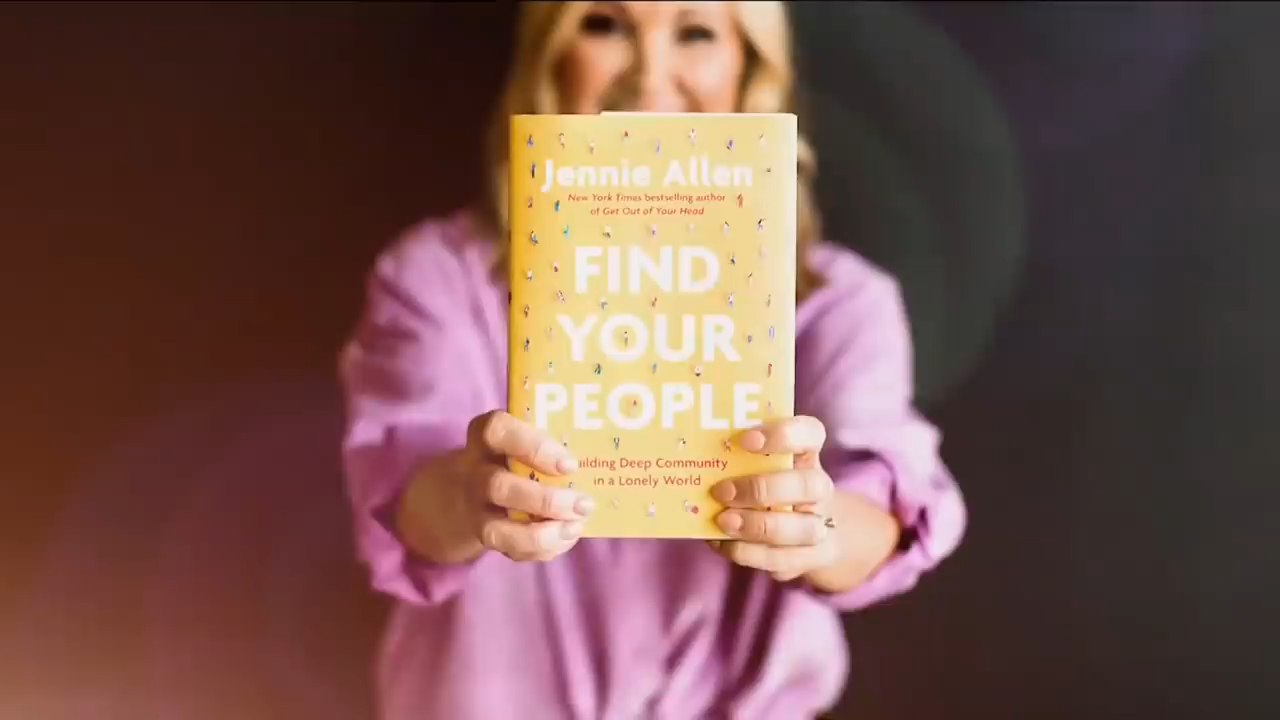 Jennie Allen
New York Times bestselling author
of Get Out of Your Head
FIND
YOUR
PEOPLE
ilding Deep Community
in a Lonely World